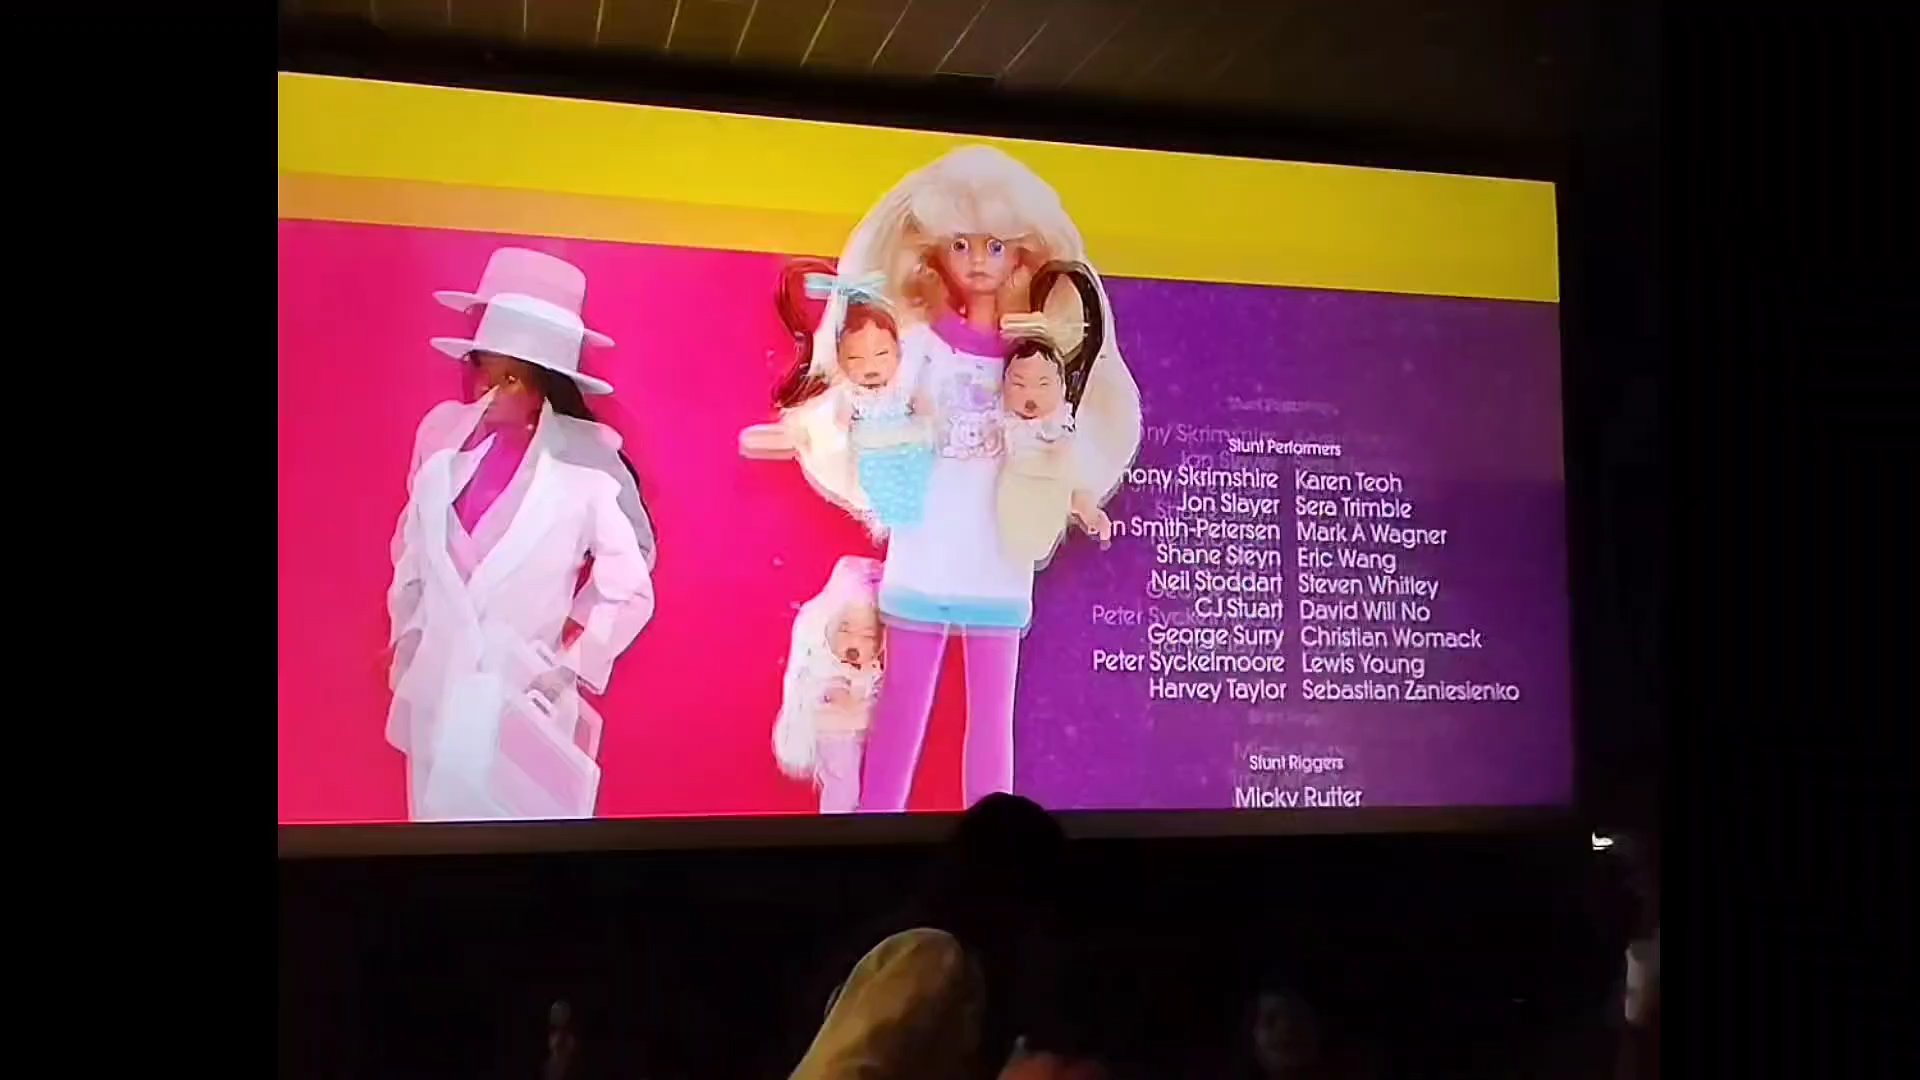 Stunt Performers
hony Skrimshire Karen Teoh
Jon Slayer Sera Trimble
n Smith-Petersen Mark A Wagner
Shane Steyn Eric Wang
Neil Stoddart Steven Whitley
CJ Stuart David Will No
George Surry Christian Womack
Peter Syckelmoore Lewis Young
Harvey Taylor Sebastian Zaniesienko
Stunt Riggers
Micky Rutter